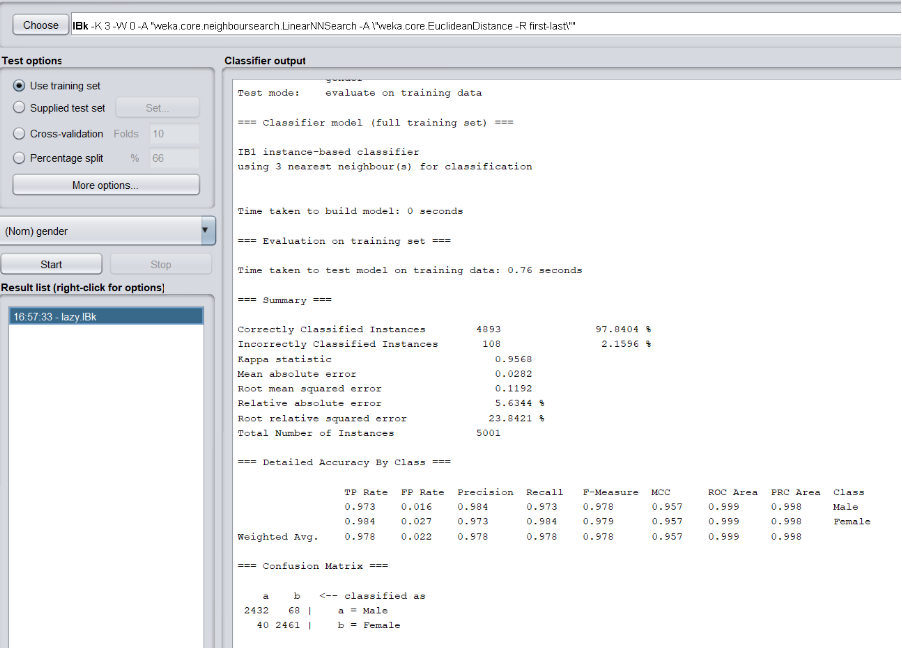 Choose IBk -K 3 -W 0 -A "weka.core.neighboursearch.LinearNNSearch -A \"weka.core.EuclideanDistance -R first-last\""
Test options
Use training set
Supplied test set Set...
Cross-validation Folds 10
Percentage split % 66
More options...
(Nom) gender
Start Stop
Result list (right-click for options)
16:57:33 - lazy.IBk
Classifier output
gender
Test mode: evaluate on training data
=== Classifier model (full training set) ===
IB1 instance-based classifier
using 3 nearest neighbour(s) for classification
Time taken to build model: 0 seconds
=== Evaluation on training set ===
Time taken to test model on training data: 0.76 seconds
=== Summary ===
Correctly Classified Instances 4893 97.8404 %
Incorrectly Classified Instances 108 2.1596 %
Kappa statistic 0.9568
Mean absolute error 0.0282
Root mean squared error 0.1192
Relative absolute error 5.6344 %
Root relative squared error 23.8421 %
Total Number of Instances 5001
=== Detailed Accuracy By Class ===
TP Rate FP Rate Precision Recall F-Measure MCC ROC Area PRC Area Class
0.973 0.016 0.984 0.973 0.978 0.957 0.999 0.998 Male
0.984 0.027 0.973 0.984 0.979 0.957 0.999 0.998 Female
Weighted Avg. 0.978 0.022 0.978 0.978 0.978 0.957 0.999 0.998
=== Confusion Matrix ===
a b <-- classified as
2432 68 | a = Male
40 2461 | b = Female